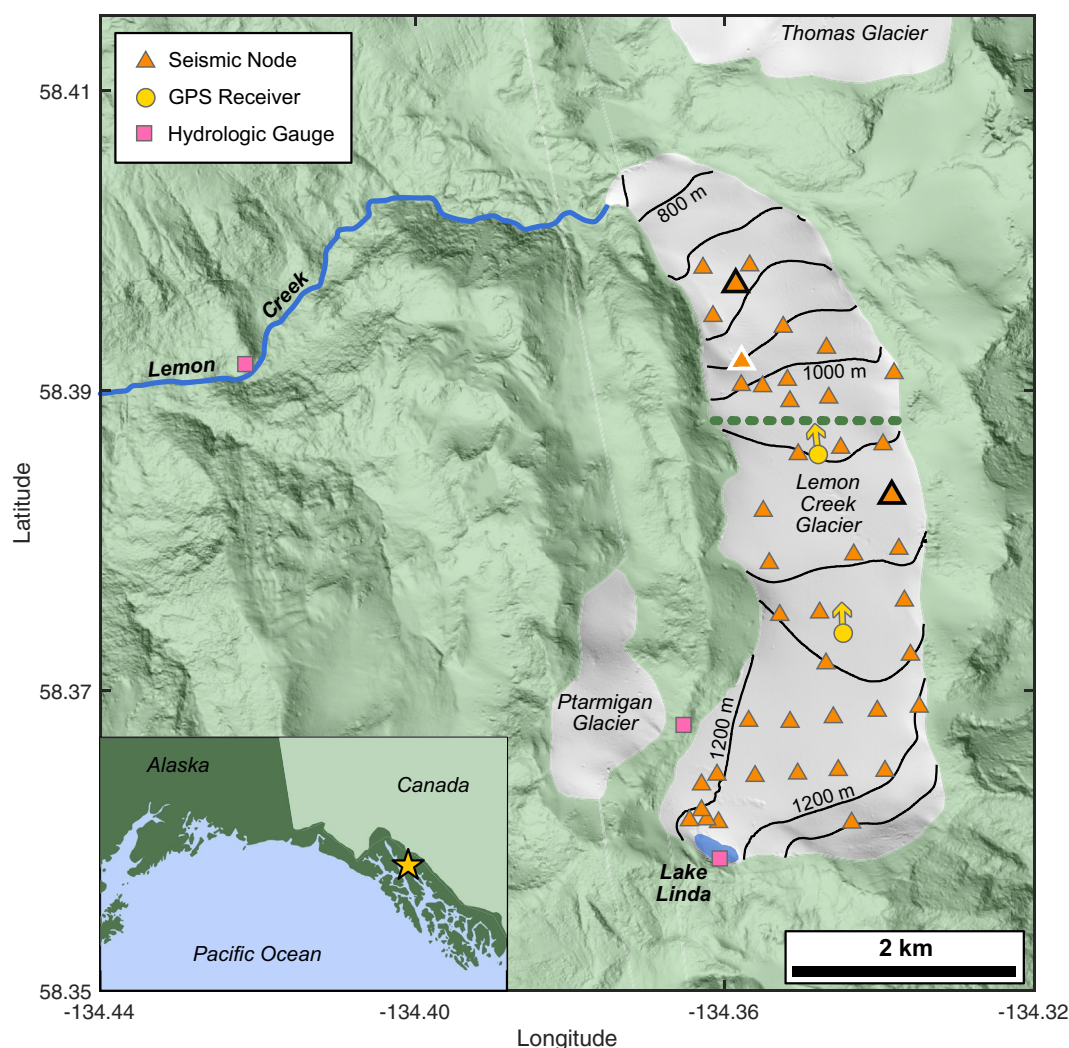 Thomas Glacier
Seismic Node
GPS Receiver
Hydrologic Gauge
58.41
800 m
Creek
Lemon
1000 m
58.39
Lemon
Creek
Glacier
Latitude
58.37
Ptarmigan
Glacier
1200 m
1200 m
Alaska
Canada
Pacific Ocean
Lake
Linda
2 km
58.35
-134.44
-134.40
-134.36
-134.32
Longitude